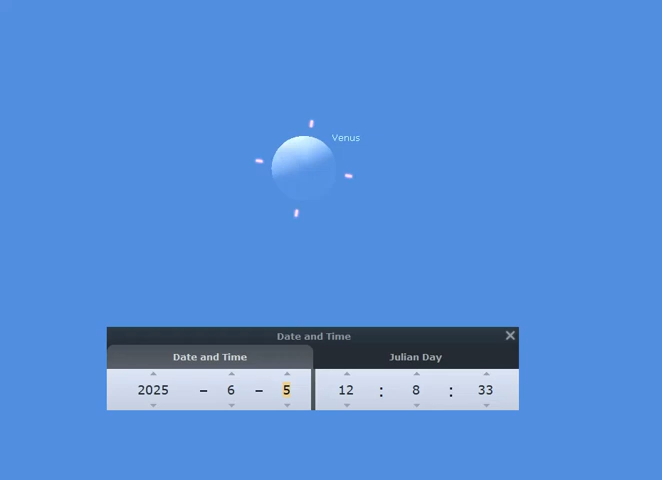 Venus
Date and Time
Date and Time Julian Day
2025 – 6 – 5 12 : 8 : 33